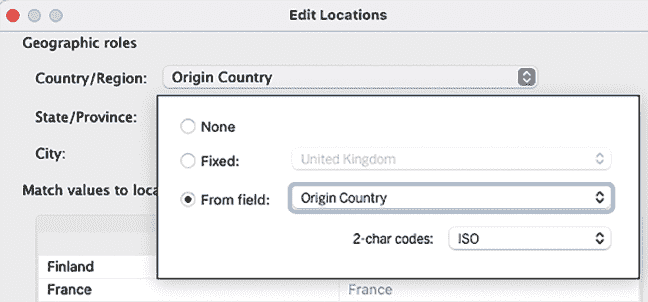 Edit Locations
Geographic roles
Country/Region: Origin Country
State/Province:
None
City:
Fixed: United Kingdom
Match values to loca
From field: Origin Country
2-char codes: ISO
Finland
France France